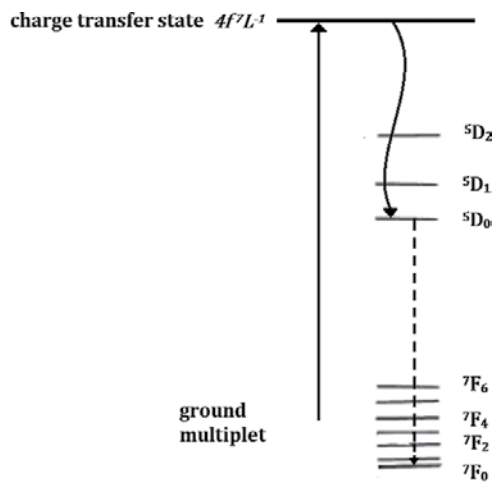 charge transfer state 4f⁷L⁻¹
⁵D₂
⁵D₁
⁵D₀
⁷F₆
ground
multiplet
⁷F₄
⁷F₂
⁷F₀